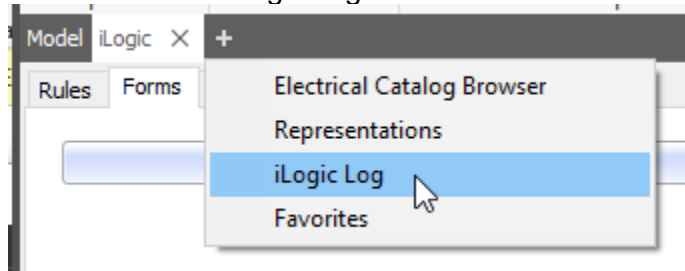 Model iLogic × +
Rules Forms
Electrical Catalog Browser
Representations
iLogic Log
Favorites